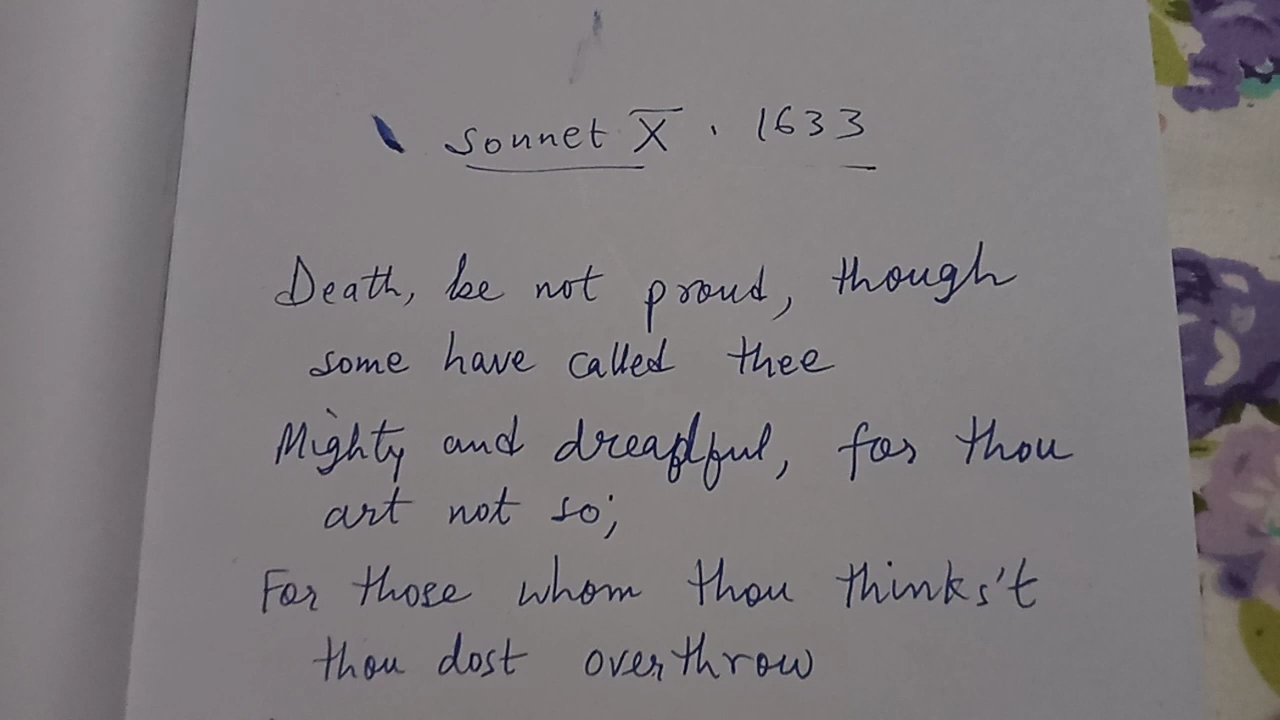 Sonnet X . 1633
Death, be not proud, though
some have called thee
Mighty and dreadful, for thou
art not so;
For those whom thou thinks't
thou dost overthrow